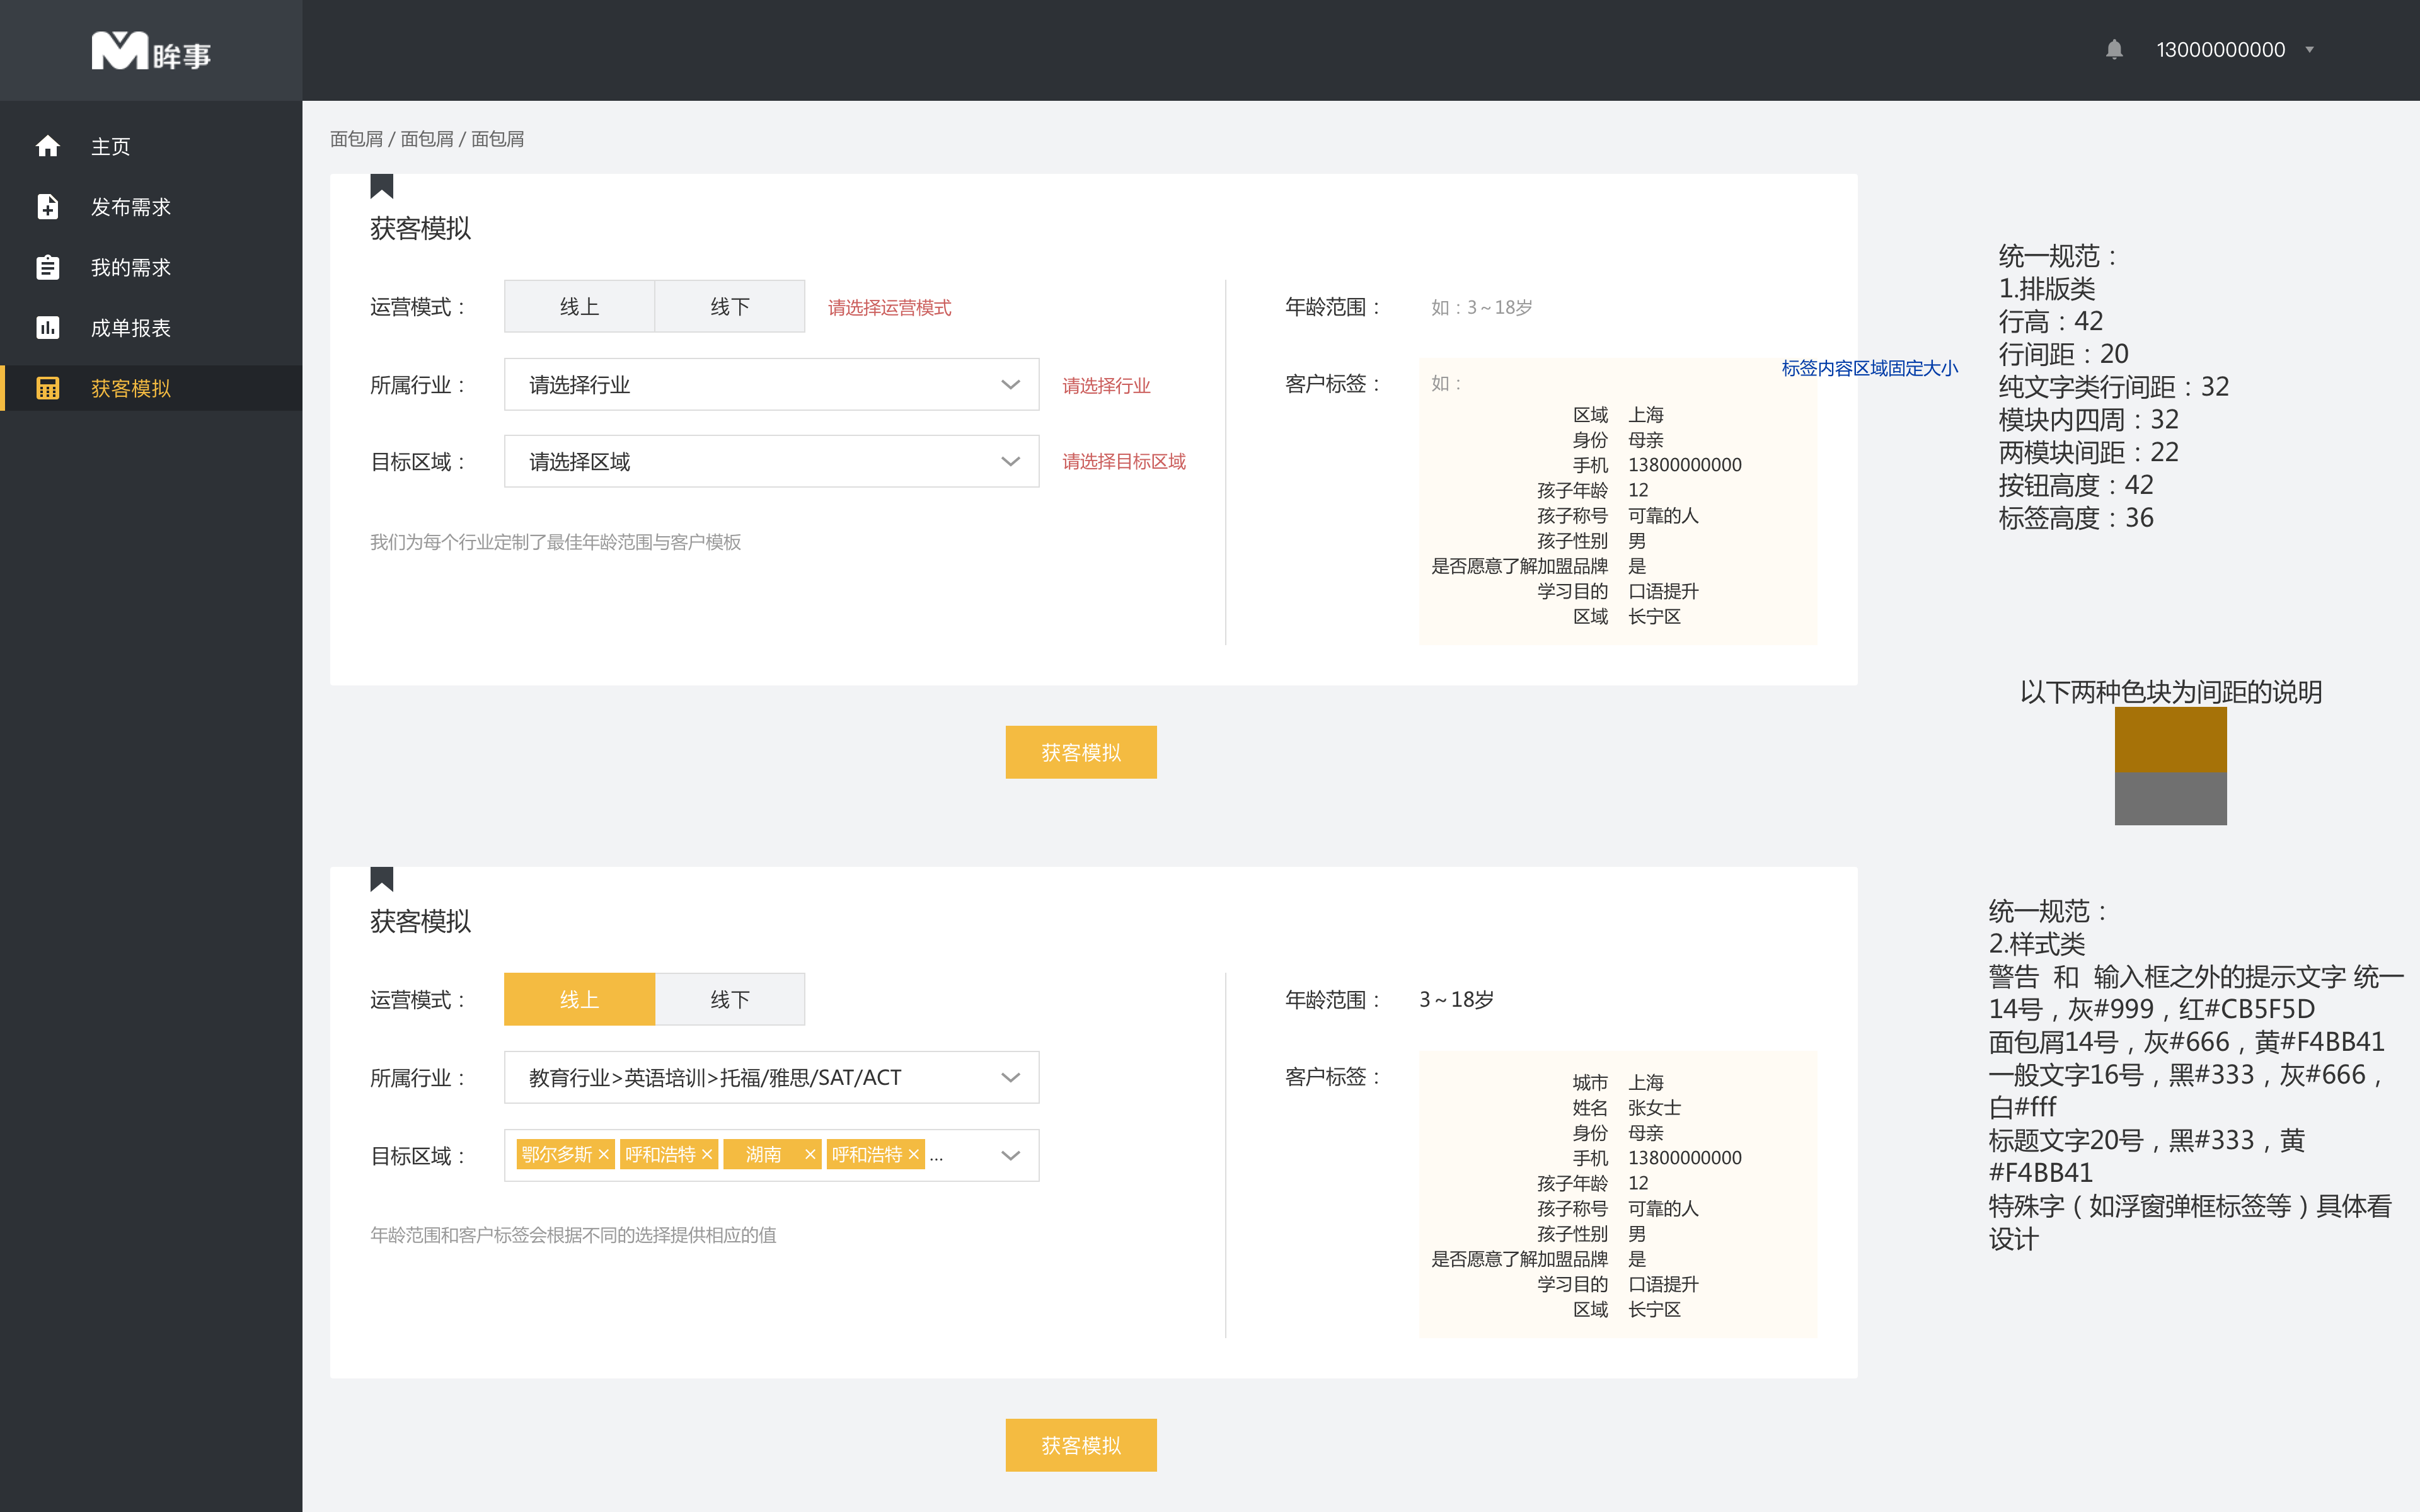 眸事
13000000000
主页
发布需求
我的需求
成单报表
获客模拟
面包屑 / 面包屑 / 面包屑
获客模拟
运营模式： 线上 线下 请选择运营模式
所属行业： 请选择行业 请选择行业
目标区域： 请选择区域 请选择目标区域
我们为每个行业定制了最佳年龄范围与客户模板
年龄范围： 如：3~18岁
客户标签： 如：
标签内容区域固定大小
区域 上海
身份 母亲
手机 13800000000
孩子年龄 12
孩子称号 可靠的人
孩子性别 男
是否愿意了解加盟品牌 是
学习目的 口语提升
区域 长宁区
获客模拟
统一规范：
1.排版类
行高：42
行间距：20
纯文字类行间距：32
模块内四周：32
两模块间距：22
按钮高度：42
标签高度：36
以下两种色块为间距的说明
获客模拟
运营模式： 线上 线下
所属行业： 教育行业>英语培训>托福/雅思/SAT/ACT
目标区域： 鄂尔多斯 × 呼和浩特 × 湖南 × 呼和浩特 × ...
年龄范围和客户标签会根据不同的选择提供相应的值
年龄范围： 3~18岁
客户标签：
城市 上海
姓名 张女士
身份 母亲
手机 13800000000
孩子年龄 12
孩子称号 可靠的人
孩子性别 男
是否愿意了解加盟品牌 是
学习目的 口语提升
区域 长宁区
获客模拟
统一规范：
2.样式类
警告 和 输入框之外的提示文字 统一
14号，灰#999，红#CB5F5D
面包屑14号，灰#666，黄#F4BB41
一般文字16号，黑#333，灰#666，
白#fff
标题文字20号，黑#333，黄
#F4BB41
特殊字（如浮窗弹框标签等）具体看
设计